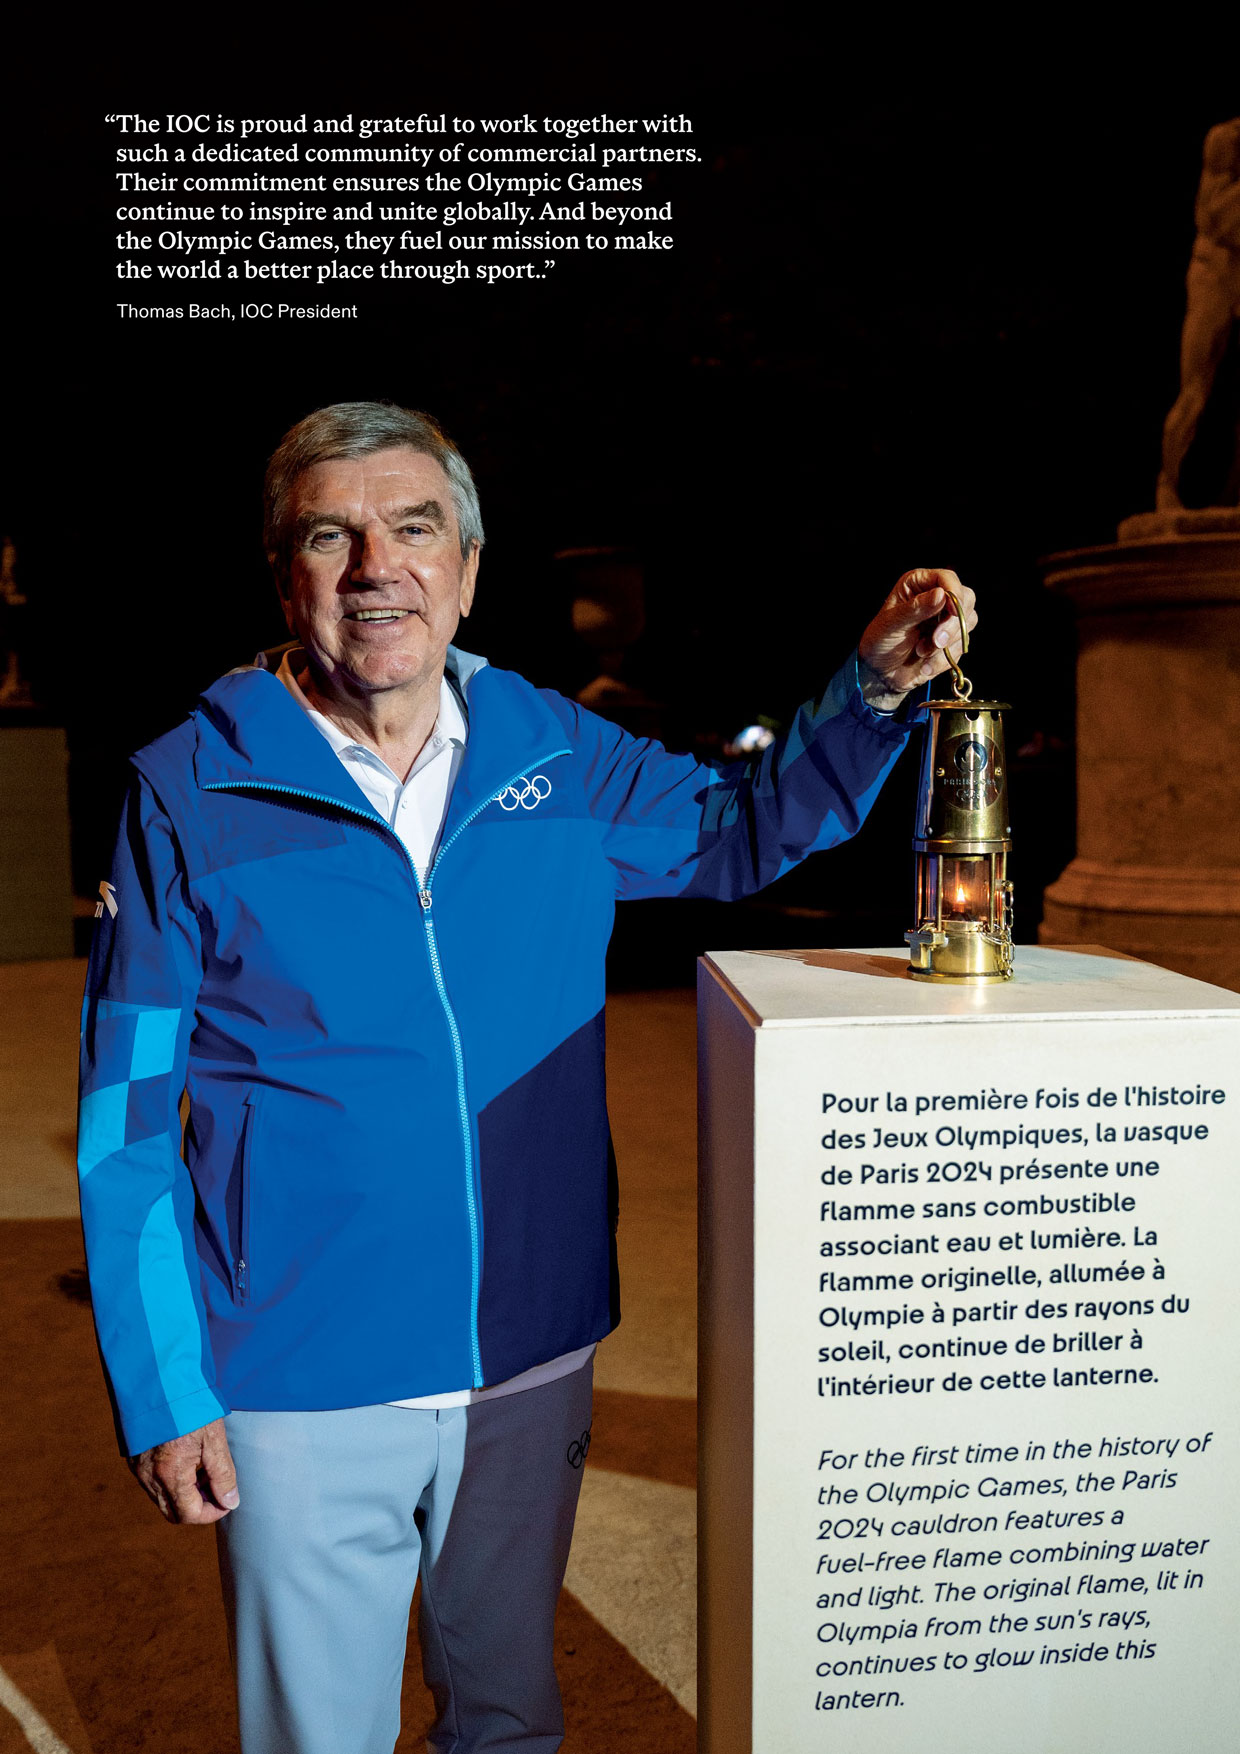 “The IOC is proud and grateful to work together with
such a dedicated community of commercial partners.
Their commitment ensures the Olympic Games
continue to inspire and unite globally. And beyond
the Olympic Games, they fuel our mission to make
the world a better place through sport..”
Thomas Bach, IOC President
PARIS 2024
Pour la première fois de l'histoire
des Jeux Olympiques, la vasque
de Paris 2024 présente une
flamme sans combustible
associant eau et lumière. La
flamme originelle, allumée à
Olympie à partir des rayons du
soleil, continue de briller à
l'intérieur de cette lanterne.
For the first time in the history of
the Olympic Games, the Paris
2024 cauldron features a
fuel-free flame combining water
and light. The original flame, lit in
Olympia from the sun's rays,
continues to glow inside this
lantern.